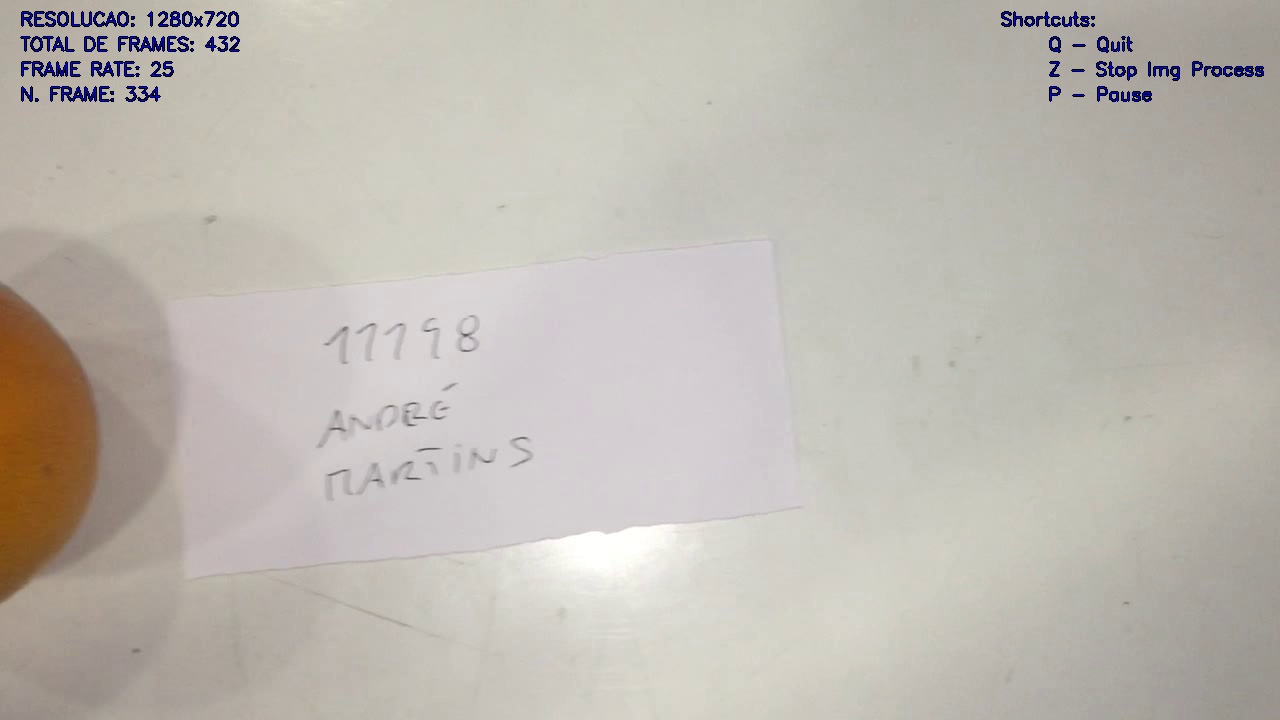 RESOLUCAO: 1280x720
TOTAL DE FRAMES: 432
FRAME RATE: 25
N. FRAME: 334
Shortcuts:
Q - Quit
Z - Stop Img Process
P - Pause
11198
ANDRÉ
MARTINS